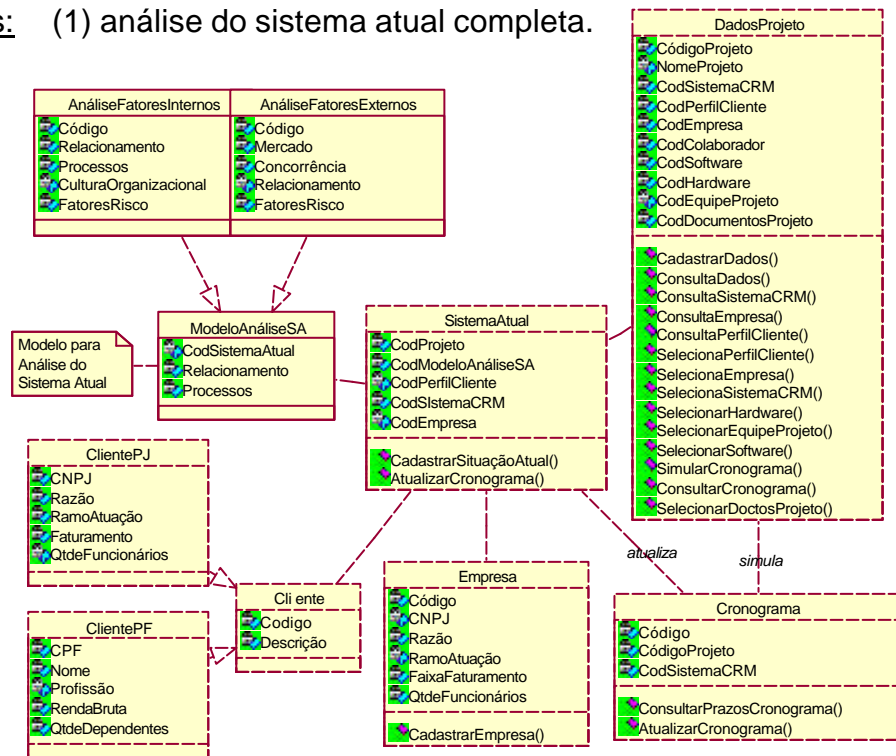 s: (1) análise do sistema atual completa.
DadosProjeto
CódigoProjeto
NomeProjeto
CodSistemaCRM
CodPerfilCliente
CodEmpresa
CodColaborador
CodSoftware
CodHardware
CodEquipeProjeto
CodDocumentosProjeto
CadastrarDados()
ConsultaDados()
ConsultaSistemaCRM()
ConsultaEmpresa()
ConsultaPerfilCliente()
SelecionaPerfilCliente()
SelecionaEmpresa()
SelecionaSistemaCRM()
SelecionarHardware()
SelecionarEquipeProjeto()
SelecionarSoftware()
SimularCronograma()
ConsultarCronograma()
SelecionarDoctosProjeto()
AnáliseFatoresInternos
Código
Relacionamento
Processos
CulturaOrganizacional
FatoresRisco
AnáliseFatoresExternos
Código
Mercado
Concorrência
Relacionamento
FatoresRisco
Modelo para
Análise do
Sistema Atual
ModeloAnáliseSA
CodSistemaAtual
Relacionamento
Processos
SistemaAtual
CodProjeto
CodModeloAnáliseSA
CodPerfilCliente
CodSIstemaCRM
CodEmpresa
CadastrarSituaçãoAtual()
AtualizarCronograma()
ClientePJ
CNPJ
Razão
RamoAtuação
Faturamento
QtdeFuncionários
ClientePF
CPF
Nome
Profissão
RendaBruta
QtdeDependentes
Cli ente
Codigo
Descrição
Empresa
Código
CNPJ
Razão
RamoAtuação
FaixaFaturamento
QtdeFuncionários
CadastrarEmpresa()
atualiza
simula
Cronograma
Código
CódigoProjeto
CodSistemaCRM
ConsultarPrazosCronograma()
AtualizarCronograma()